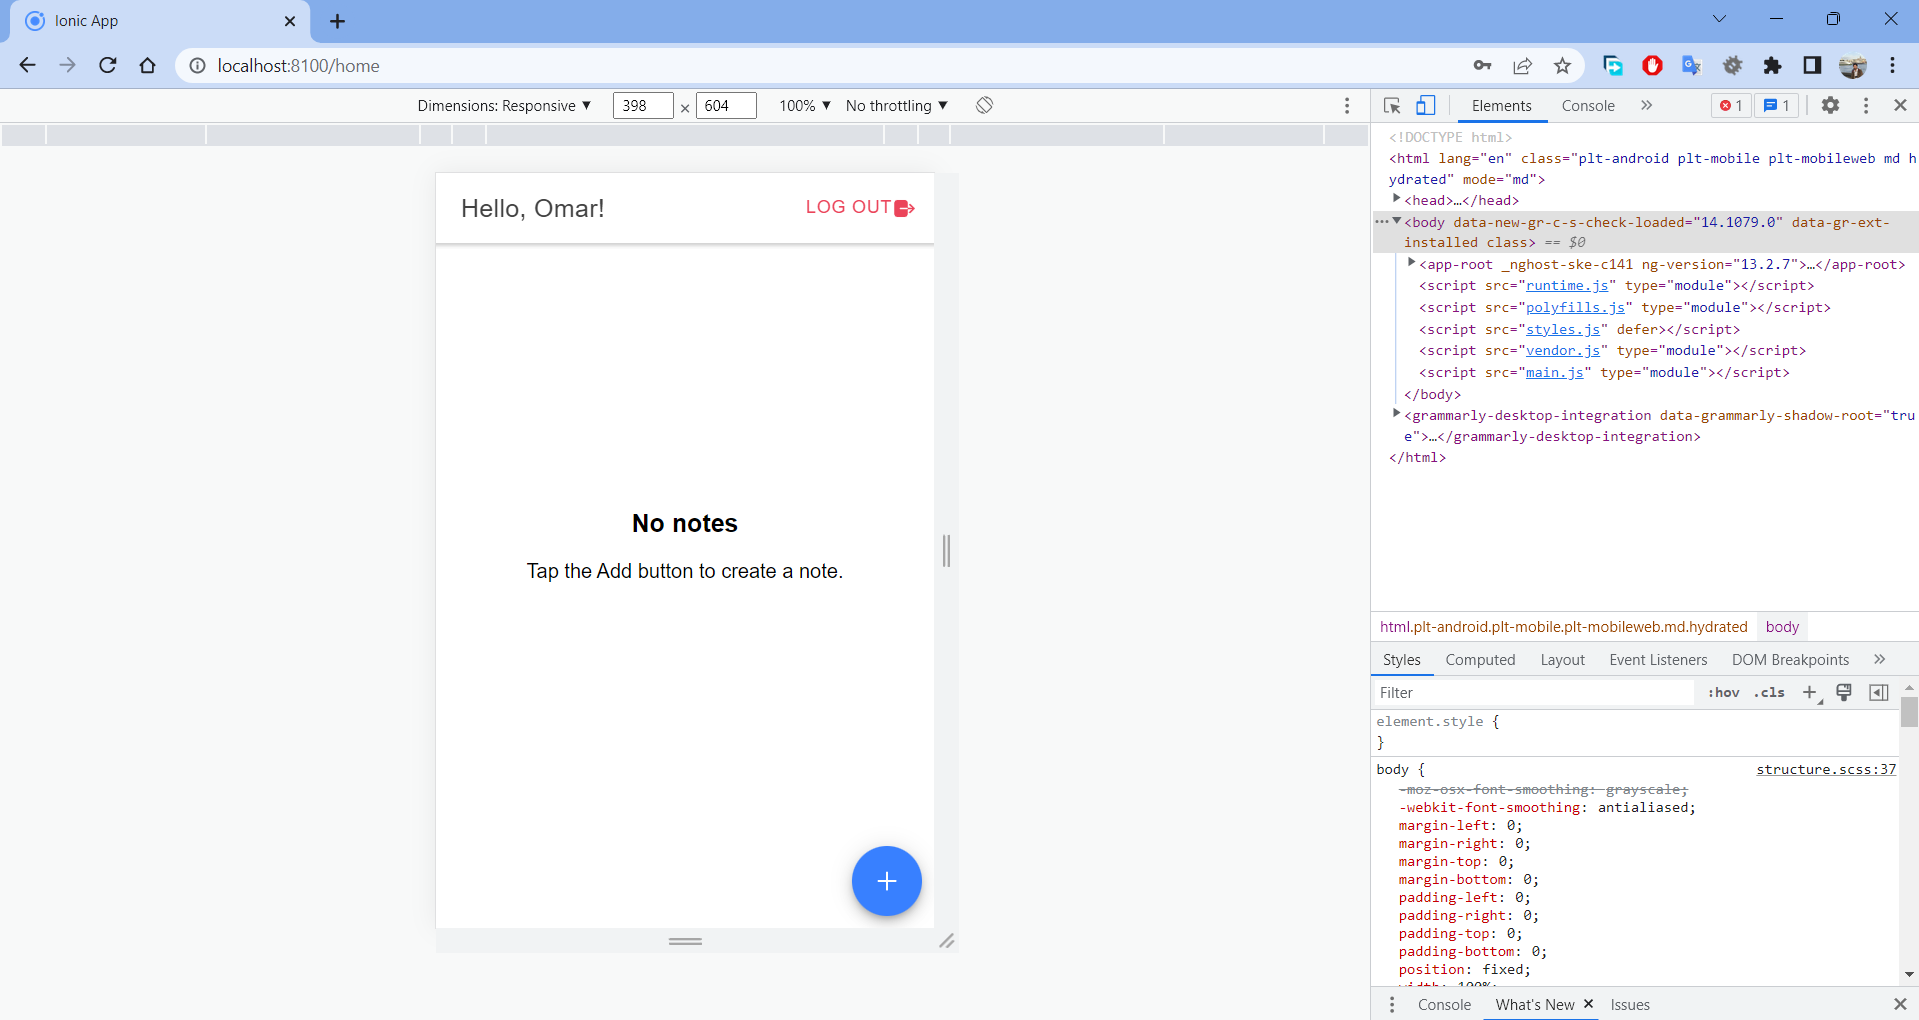 Ionic App
localhost:8100/home
Dimensions: Responsive ▼ 398 × 604 100% ▼ No throttling ▼
Hello, Omar!
LOG OUT
No notes
Tap the Add button to create a note.
+
Elements Console » 1 1
<!DOCTYPE html>
<html lang="en" class="plt-android plt-mobile plt-mobileweb md h
ydrated" mode="md">
<head>…</head>
<body data-new-gr-c-s-check-loaded="14.1079.0" data-gr-ext-
installed class> == $0
<app-root _nghost-ske-c141 ng-version="13.2.7">…</app-root>
<script src="runtime.js" type="module"></script>
<script src="polyfills.js" type="module"></script>
<script src="styles.js" defer></script>
<script src="vendor.js" type="module"></script>
<script src="main.js" type="module"></script>
</body>
<grammarly-desktop-integration data-grammarly-shadow-root="tru
e">…</grammarly-desktop-integration>
</html>
html.plt-android.plt-mobile.plt-mobileweb.md.hydrated body
Styles Computed Layout Event Listeners DOM Breakpoints »
Filter :hov .cls +
element.style {
}
body { structure.scss:37
-moz-osx-font-smoothing: grayscale;
-webkit-font-smoothing: antialiased;
margin-left: 0;
margin-right: 0;
margin-top: 0;
margin-bottom: 0;
padding-left: 0;
padding-right: 0;
padding-top: 0;
padding-bottom: 0;
position: fixed;
width: 100%;
Console What's New Issues